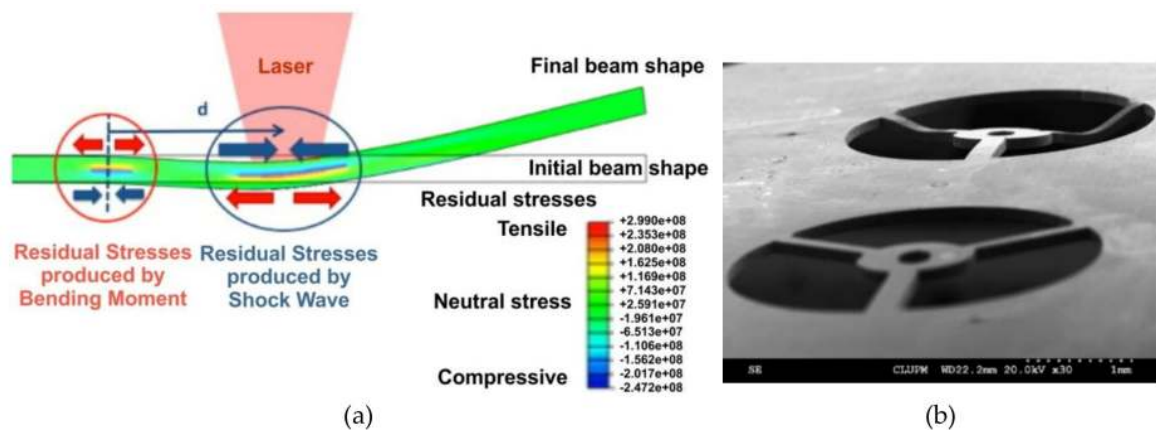 Laser
d
Final beam shape
Initial beam shape
Residual stresses
Tensile
Neutral stress
Compressive
+2.990e+08
+2.353e+08
+2.080e+08
+1.625e+08
+1.169e+08
+7.143e+07
+2.591e+07
-1.961e+07
-6.513e+07
-1.106e+08
-1.562e+08
-2.017e+08
-2.472e+08
Residual Stresses
produced by
Bending Moment
Residual Stresses
produced by
Shock Wave
(a)
SE CLUPM WD22.2mm 20.0kV x30 1mm
(b)